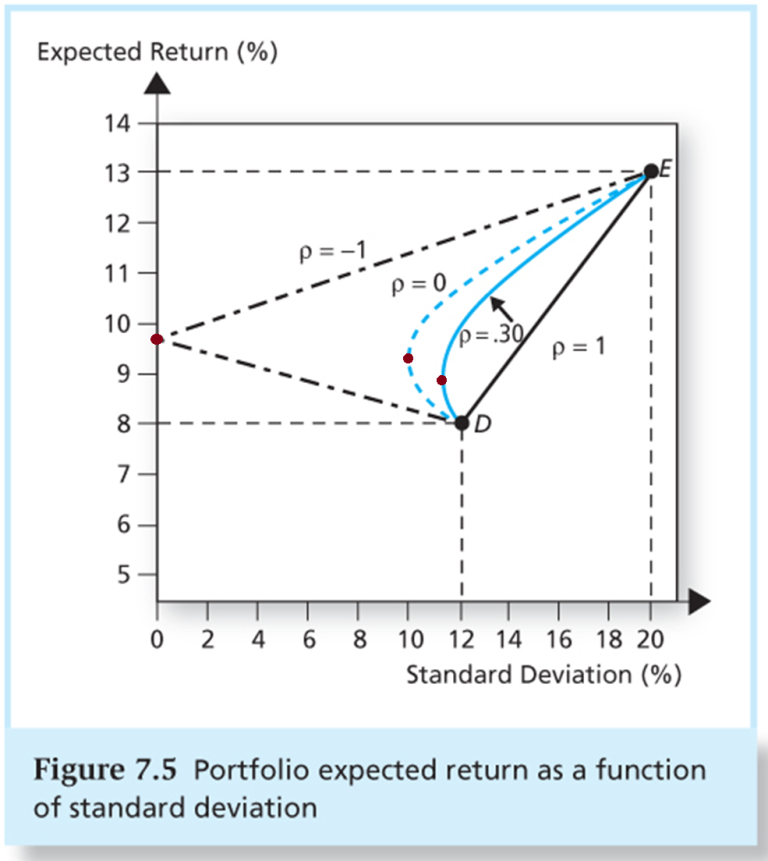 Expected Return (%)
14
13
E
12
ρ = –1
11
ρ = 0
10
ρ=.30
ρ = 1
9
8
D
7
6
5
0 2 4 6 8 10 12 14 16 18 20
Standard Deviation (%)
Figure 7.5 Portfolio expected return as a function
of standard deviation